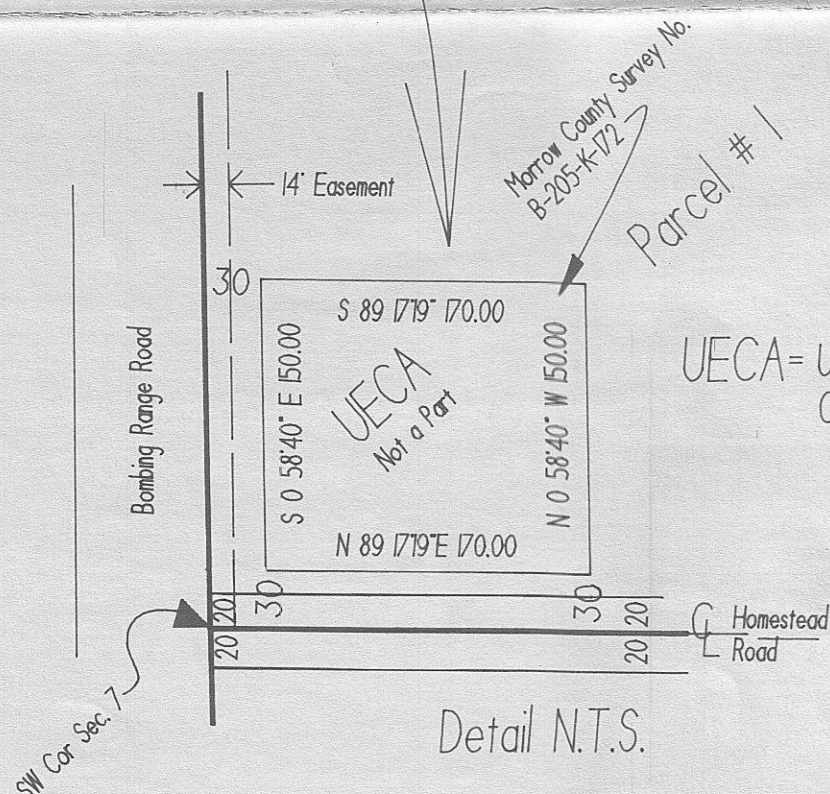 Morrow County Survey No.
B-205-K-172
Parcel # 1
14' Easement
30
S 89 17'19" 170.00
Bombing Range Road
S 0 58'40" E 150.00
UECA
Not a Part
N 0 58'40" W 150.00
UECA= U
N 89 17'19"E 170.00
20 30 30 20
20 20
CL Homestead
Road
SW Cor Sec. 7
Detail N.T.S.